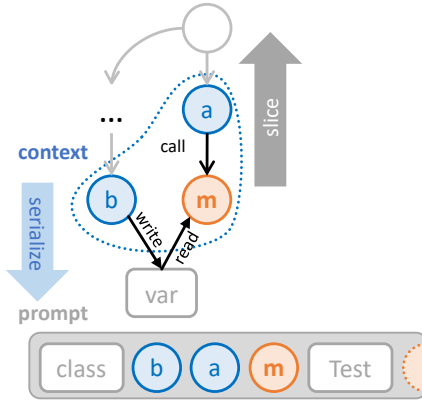 a
slice
...
call
context
b
m
serialize
write
read
var
prompt
class b a m Test